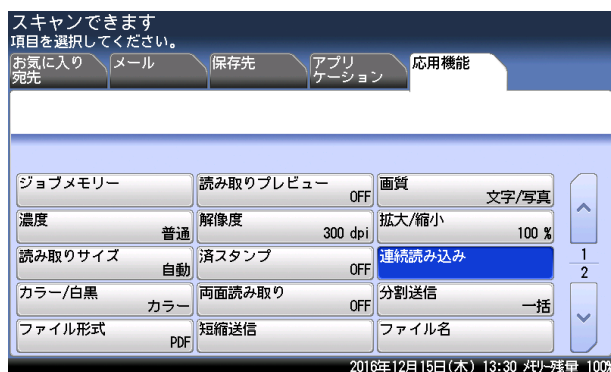 スキャンできます
項目を選択してください。
お気に入り
宛先
メール
保存先
アプリ
ケーション
応用機能
ジョブメモリー
読み取りプレビュー
OFF
画質
文字/写真
濃度
普通
解像度
300 dpi
拡大/縮小
100 %
読み取りサイズ
自動
済スタンプ
OFF
連続読み込み
1
2
カラー/白黒
カラー
両面読み取り
OFF
分割送信
一括
ファイル形式
PDF
短縮送信
ファイル名
2016年12月15日(木) 13:30 メモリー残量 100%